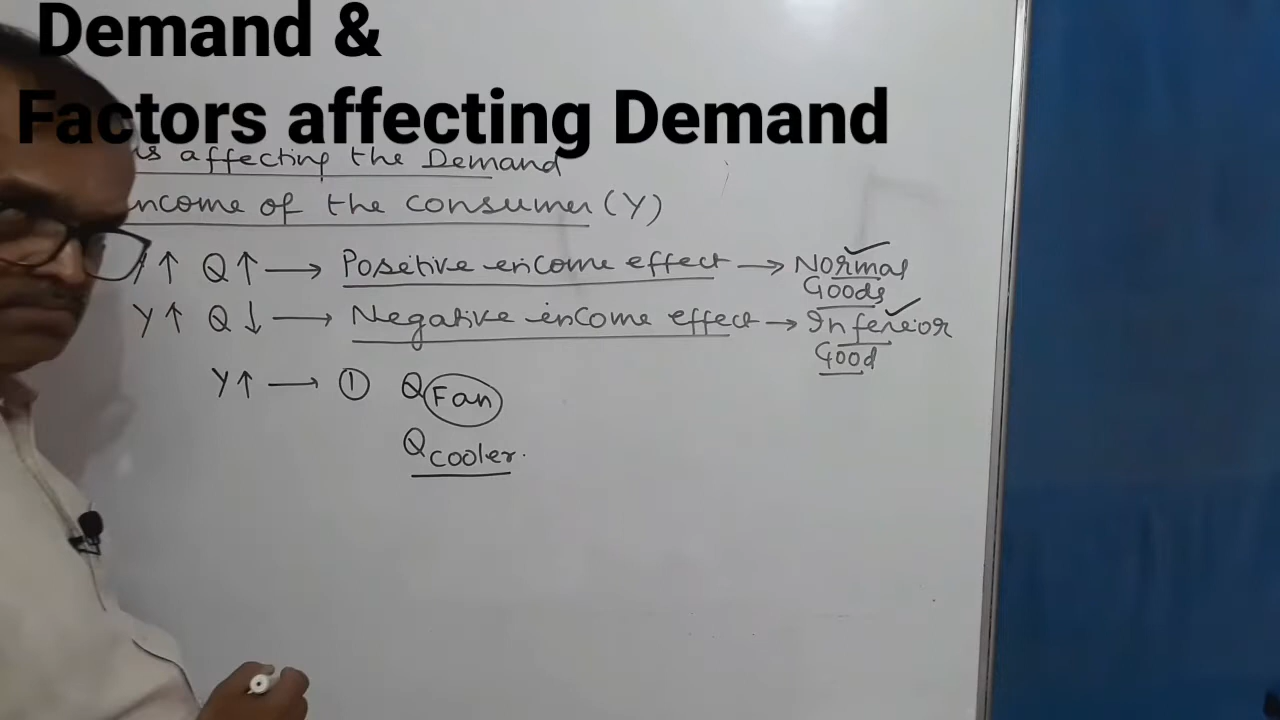 Demand &
Factors affecting Demand
affecting the Demand
ncome of the consumer (Y)
Y ↑ Q ↑ → Positive income effect → Normal Goods
Y ↑ Q ↓ → Negative income effect → Inferior Good
Y ↑ → ① Q Fan
Q cooler.